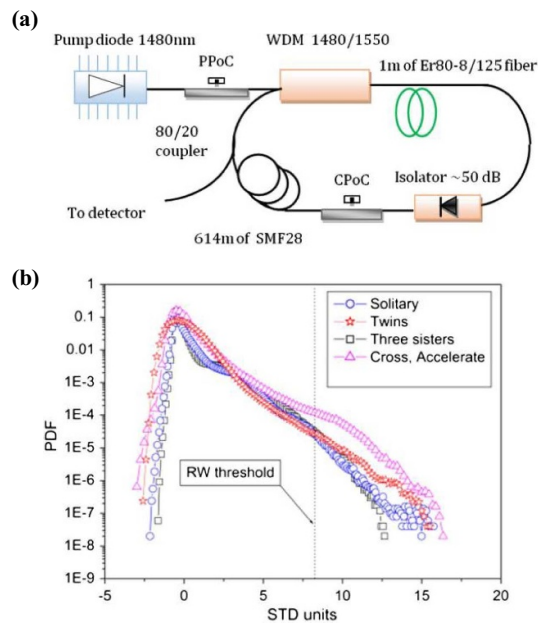 (a)
Pump diode 1480nm
PPoC
WDM 1480/1550
1m of Er80-8/125 fiber
80/20
coupler
To detector
614m of SMF28
CPoC
Isolator ~50 dB
(b)
PDF
1
0.1
0.01
1E-3
1E-4
1E-5
1E-6
1E-7
1E-8
1E-9
Solitary
Twins
Three sisters
Cross, Accelerate
RW threshold
-5
0
5
10
15
20
STD units